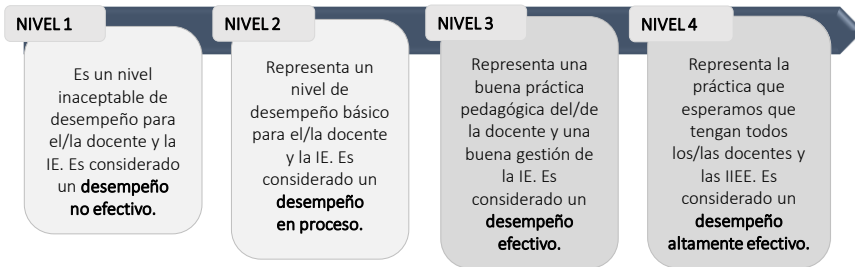 NIVEL 1
Es un nivel
inaceptable de
desempeño para
el/la docente y la
IE. Es considerado
un desempeño
no efectivo.
NIVEL 2
Representa un
nivel de
desempeño básico
para el/la docente
y la IE. Es
considerado un
desempeño
en proceso.
NIVEL 3
Representa una
buena práctica
pedagógica del/de
la docente y una
buena gestión de
la IE. Es
considerado un
desempeño
efectivo.
NIVEL 4
Representa la
práctica que
esperamos que
tengan todos
los/las docentes y
las IIEE. Es
considerado un
desempeño
altamente efectivo.